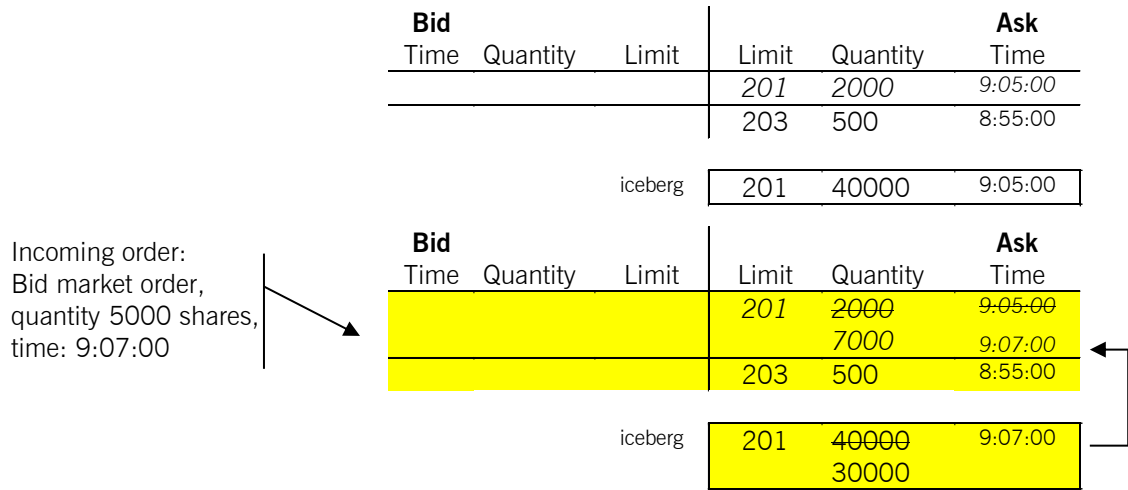 Bid Ask
Time Quantity Limit Limit Quantity Time
201 2000 9:05:00
203 500 8:55:00
iceberg 201 40000 9:05:00
Bid Ask
Time Quantity Limit Limit Quantity Time
Incoming order:
Bid market order,
quantity 5000 shares,
time: 9:07:00
201 2000 9:05:00
7000 9:07:00
203 500 8:55:00
iceberg 201 40000 9:07:00
30000